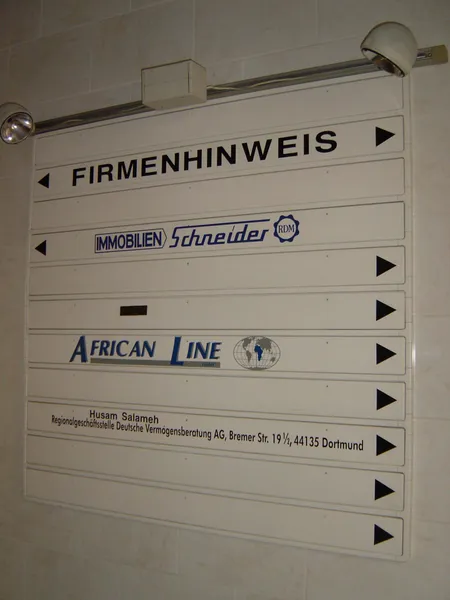 FIRMENHINWEIS
IMMOBILIEN Schneider RDM
AFRICAN LINE
Husam Salameh
Regionalgeschäftsstelle Deutsche Vermögensberatung AG, Bremer Str. 19 ½, 44135 Dortmund